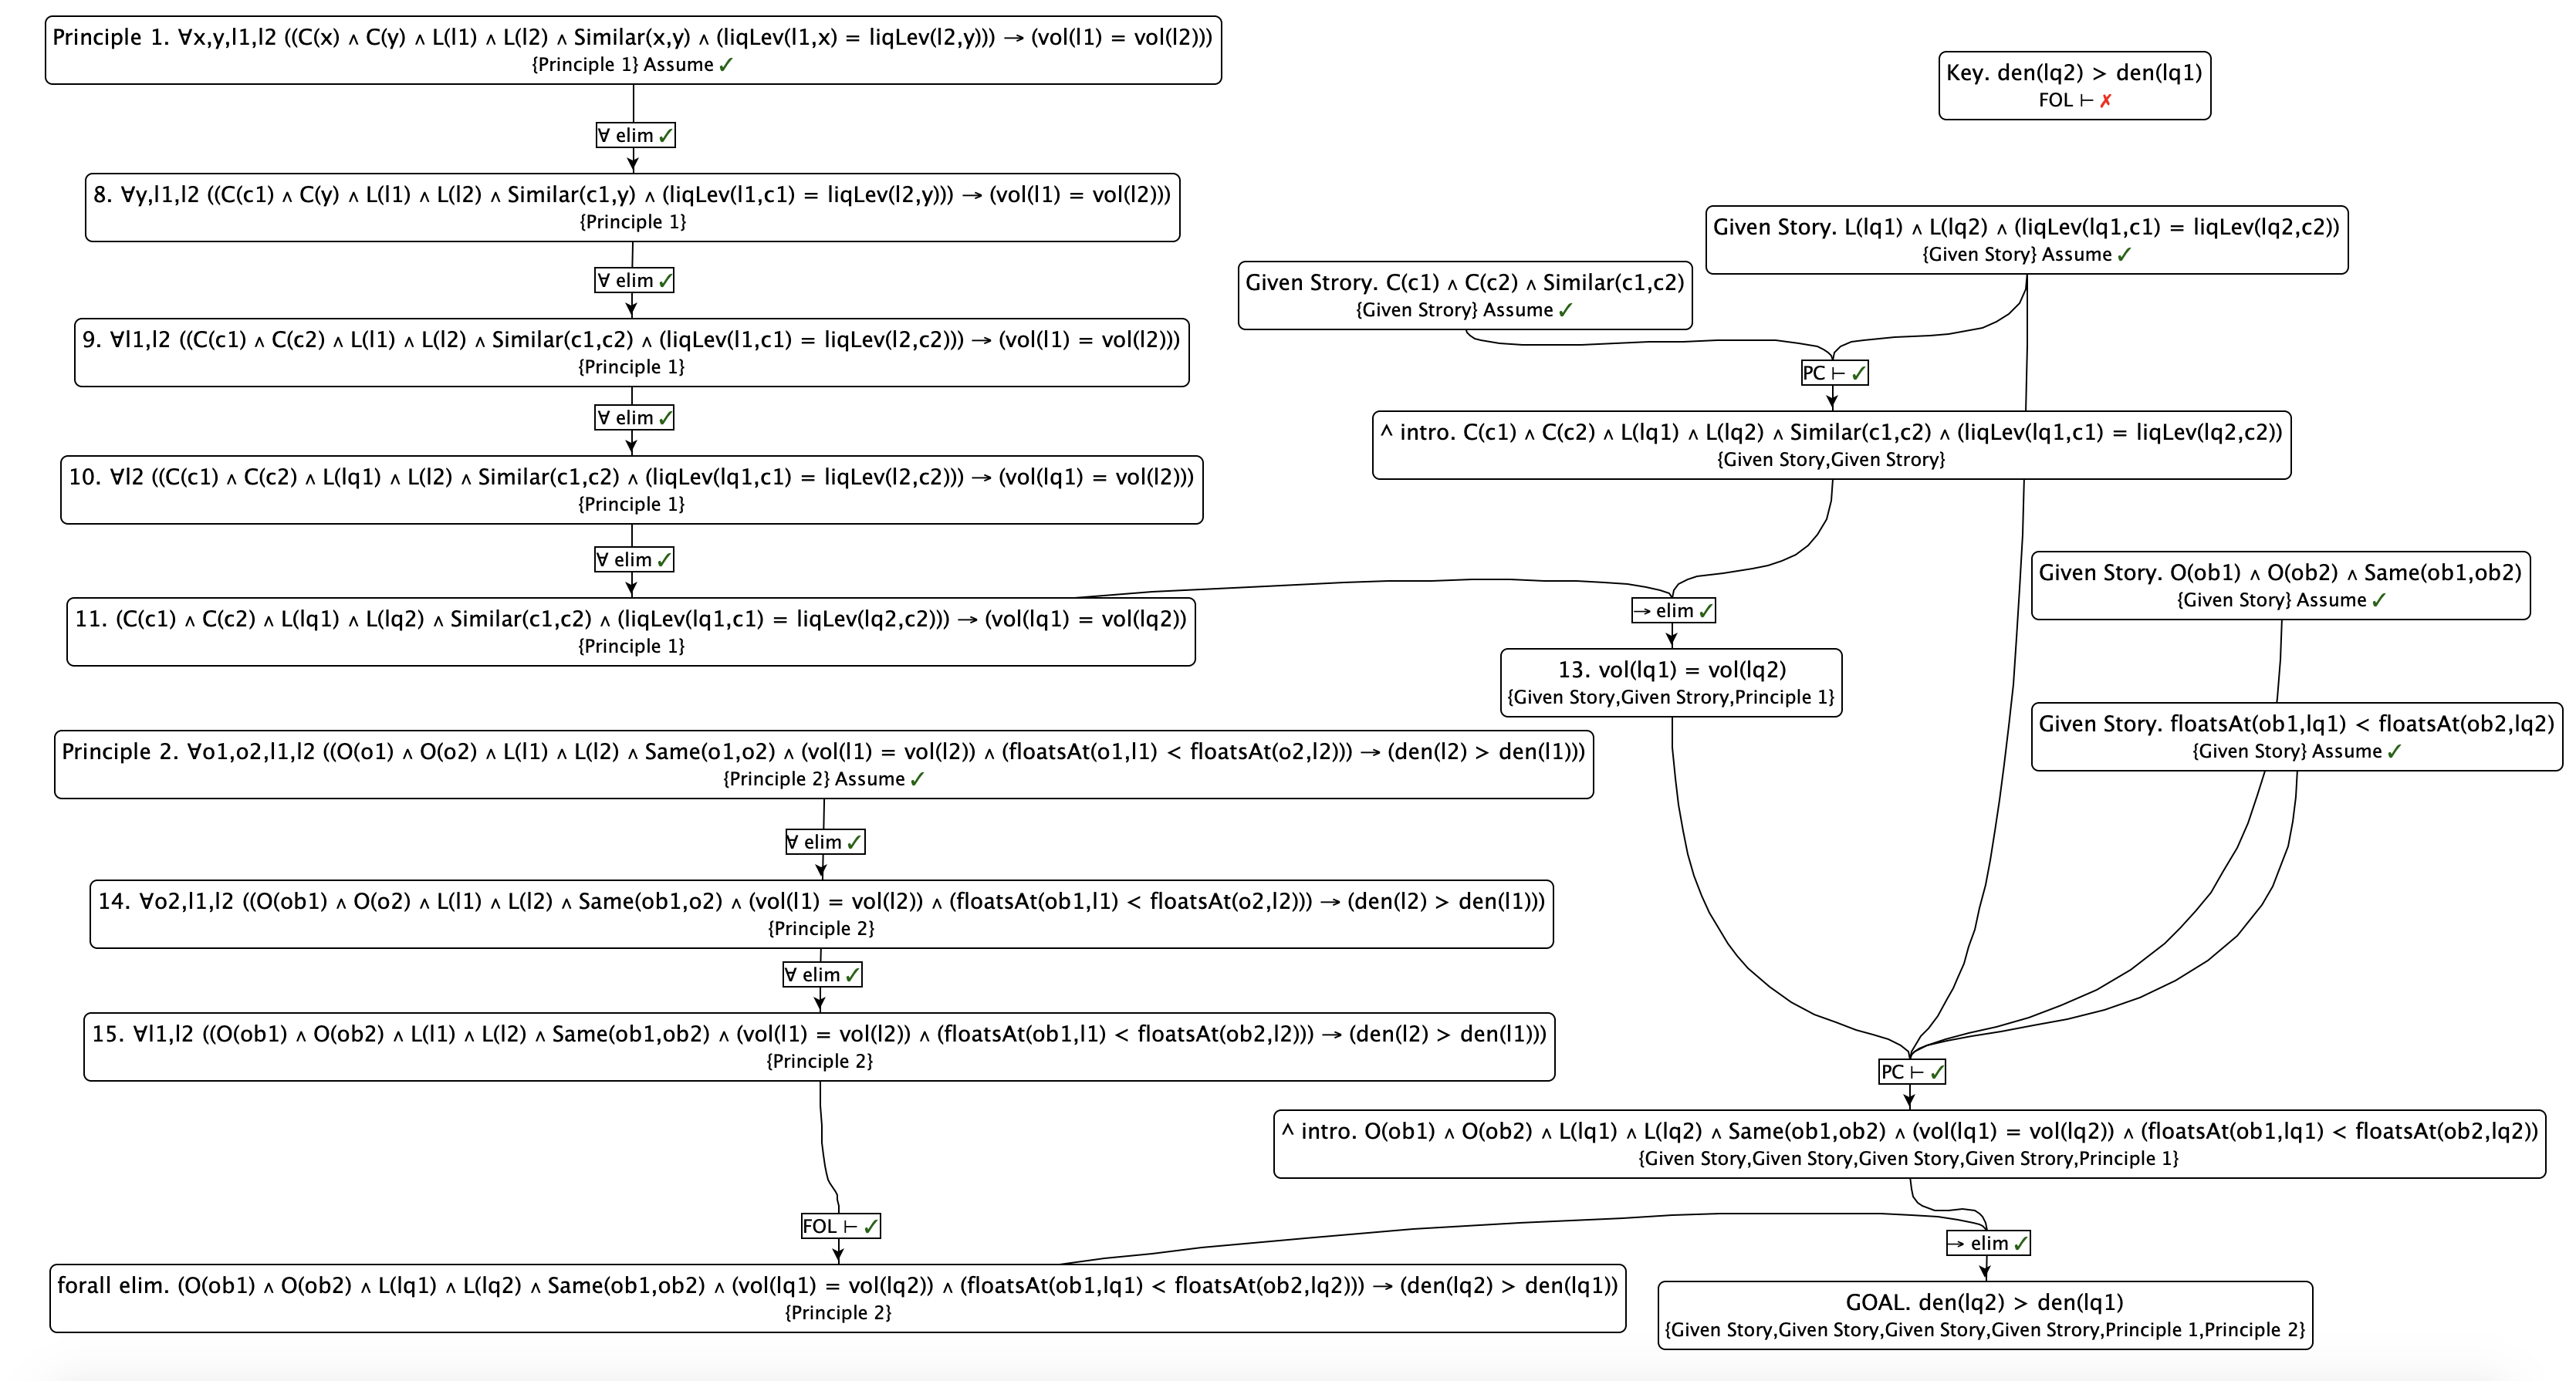 Principle 1. ∀x,y,l1,l2 ((C(x) ∧ C(y) ∧ L(l1) ∧ L(l2) ∧ Similar(x,y) ∧ (liqLev(l1,x) = liqLev(l2,y))) → (vol(l1) = vol(l2)))
{Principle 1} Assume ✓
∀ elim ✓
8. ∀y,l1,l2 ((C(c1) ∧ C(y) ∧ L(l1) ∧ L(l2) ∧ Similar(c1,y) ∧ (liqLev(l1,c1) = liqLev(l2,y))) → (vol(l1) = vol(l2)))
{Principle 1}
∀ elim ✓
9. ∀l1,l2 ((C(c1) ∧ C(c2) ∧ L(l1) ∧ L(l2) ∧ Similar(c1,c2) ∧ (liqLev(l1,c1) = liqLev(l2,c2))) → (vol(l1) = vol(l2)))
{Principle 1}
∀ elim ✓
10. ∀l2 ((C(c1) ∧ C(c2) ∧ L(lq1) ∧ L(l2) ∧ Similar(c1,c2) ∧ (liqLev(lq1,c1) = liqLev(l2,c2))) → (vol(lq1) = vol(l2)))
{Principle 1}
∀ elim ✓
11. (C(c1) ∧ C(c2) ∧ L(lq1) ∧ L(lq2) ∧ Similar(c1,c2) ∧ (liqLev(lq1,c1) = liqLev(lq2,c2))) → (vol(lq1) = vol(lq2))
{Principle 1}
Key. den(lq2) > den(lq1)
FOL ⊢ ✗
Given Story. L(lq1) ∧ L(lq2) ∧ (liqLev(lq1,c1) = liqLev(lq2,c2))
{Given Story} Assume ✓
Given Strory. C(c1) ∧ C(c2) ∧ Similar(c1,c2)
{Given Strory} Assume ✓
PC ⊢ ✓
∧ intro. C(c1) ∧ C(c2) ∧ L(lq1) ∧ L(lq2) ∧ Similar(c1,c2) ∧ (liqLev(lq1,c1) = liqLev(lq2,c2))
{Given Story,Given Strory}
→ elim ✓
13. vol(lq1) = vol(lq2)
{Given Story,Given Strory,Principle 1}
Given Story. O(ob1) ∧ O(ob2) ∧ Same(ob1,ob2)
{Given Story} Assume ✓
Given Story. floatsAt(ob1,lq1) < floatsAt(ob2,lq2)
{Given Story} Assume ✓
Principle 2. ∀o1,o2,l1,l2 ((O(o1) ∧ O(o2) ∧ L(l1) ∧ L(l2) ∧ Same(o1,o2) ∧ (vol(l1) = vol(l2)) ∧ (floatsAt(o1,l1) < floatsAt(o2,l2))) → (den(l2) > den(l1)))
{Principle 2} Assume ✓
∀ elim ✓
14. ∀o2,l1,l2 ((O(ob1) ∧ O(o2) ∧ L(l1) ∧ L(l2) ∧ Same(ob1,o2) ∧ (vol(l1) = vol(l2)) ∧ (floatsAt(ob1,l1) < floatsAt(o2,l2))) → (den(l2) > den(l1)))
{Principle 2}
∀ elim ✓
15. ∀l1,l2 ((O(ob1) ∧ O(ob2) ∧ L(l1) ∧ L(l2) ∧ Same(ob1,ob2) ∧ (vol(l1) = vol(l2)) ∧ (floatsAt(ob1,l1) < floatsAt(ob2,l2))) → (den(l2) > den(l1)))
{Principle 2}
FOL ⊢ ✓
forall elim. (O(ob1) ∧ O(ob2) ∧ L(lq1) ∧ L(lq2) ∧ Same(ob1,ob2) ∧ (vol(lq1) = vol(lq2)) ∧ (floatsAt(ob1,lq1) < floatsAt(ob2,lq2))) → (den(lq2) > den(lq1))
{Principle 2}
PC ⊢ ✓
∧ intro. O(ob1) ∧ O(ob2) ∧ L(lq1) ∧ L(lq2) ∧ Same(ob1,ob2) ∧ (vol(lq1) = vol(lq2)) ∧ (floatsAt(ob1,lq1) < floatsAt(ob2,lq2))
{Given Story,Given Story,Given Story,Given Strory,Principle 1}
→ elim ✓
GOAL. den(lq2) > den(lq1)
{Given Story,Given Story,Given Story,Given Strory,Principle 1,Principle 2}